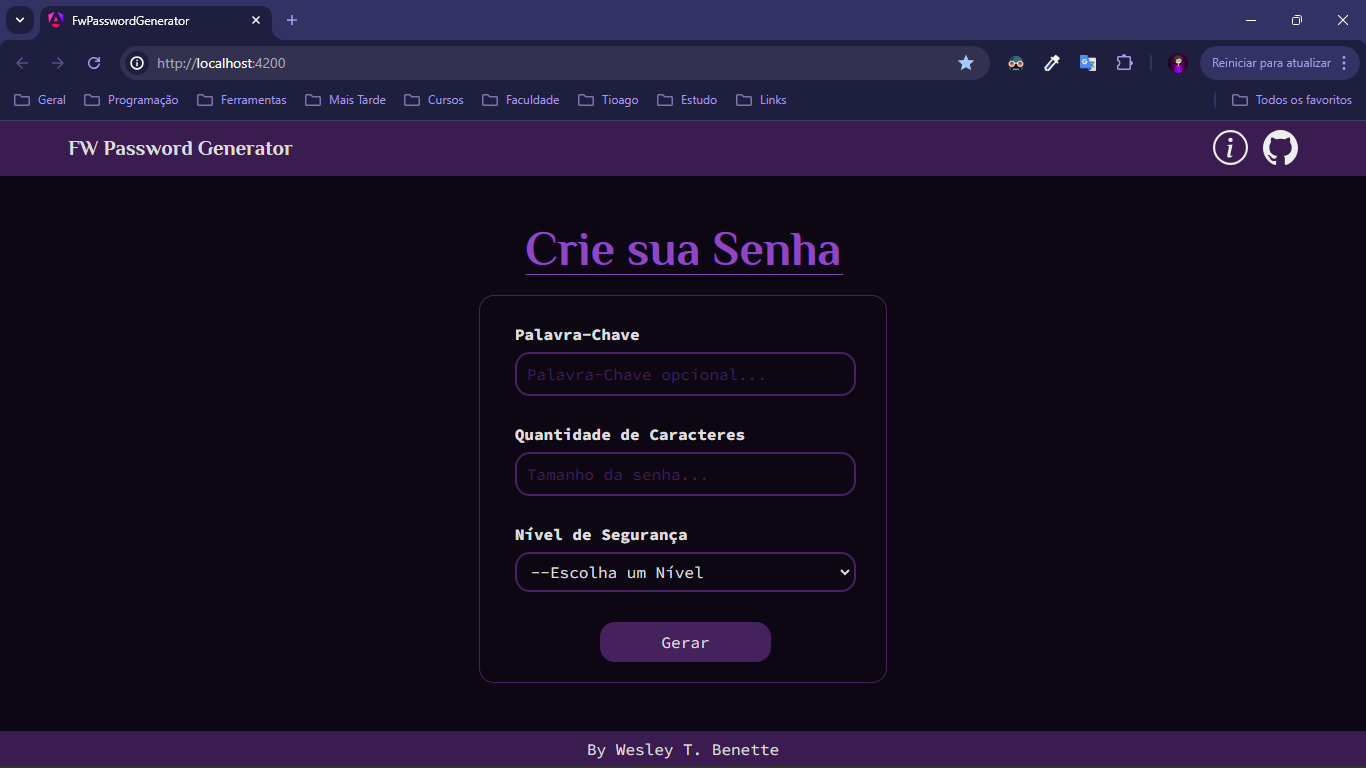 FwPasswordGenerator
http://localhost:4200
Reiniciar para atualizar
Geral Programação Ferramentas Mais Tarde Cursos Faculdade Tioago Estudo Links Todos os favoritos
FW Password Generator
Crie sua Senha
Palavra-Chave
Palavra-Chave opcional...
Quantidade de Caracteres
Tamanho da senha...
Nível de Segurança
--Escolha um Nível
Gerar
By Wesley T. Benette